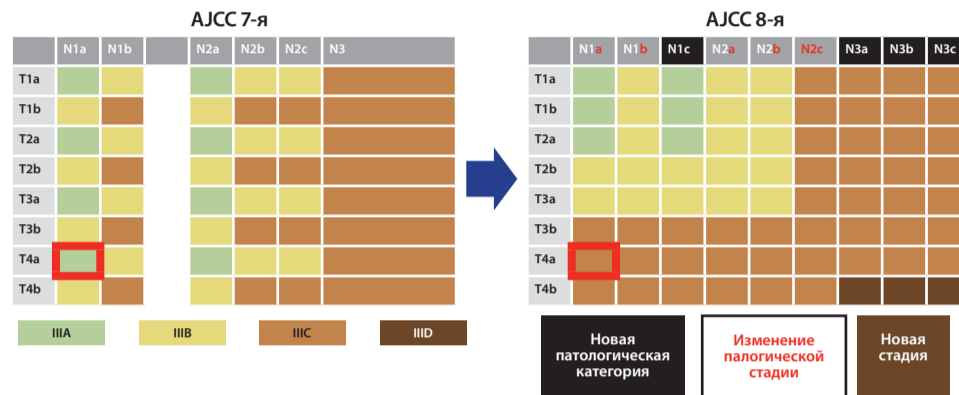 AJCC 7-я
N1a N1b N2a N2b N2c N3
T1a
T1b
T2a
T2b
T3a
T3b
T4a
T4b
IIIA IIIB IIIC IIID
AJCC 8-я
N1a N1b N1c N2a N2b N2c N3a N3b N3c
T1a
T1b
T2a
T2b
T3a
T3b
T4a
T4b
Новая
патологическая
категория
Изменение
палогической
стадии
Новая
стадия